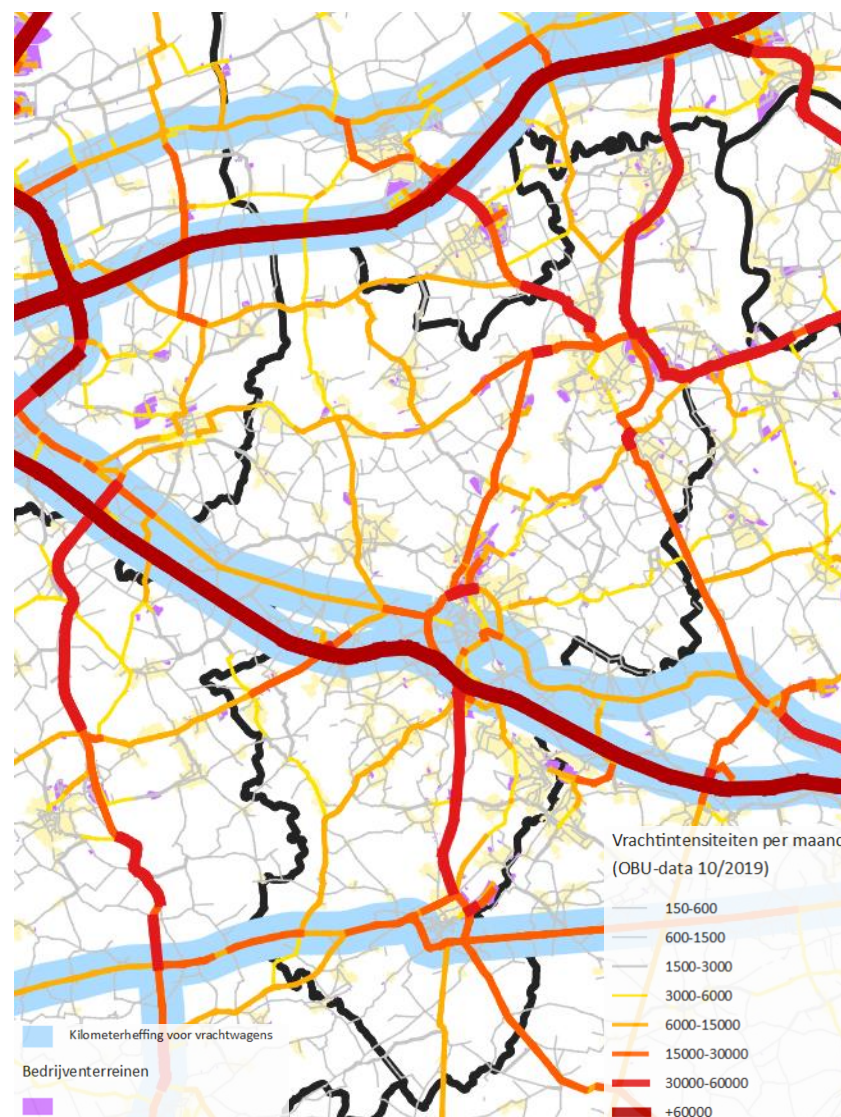 Vrachtintensiteiten per maand
(OBU-data 10/2019)
150-600
600-1500
1500-3000
3000-6000
6000-15000
15000-30000
30000-60000
+60000
Kilometerheffing voor vrachtwagens
Bedrijventerreinen